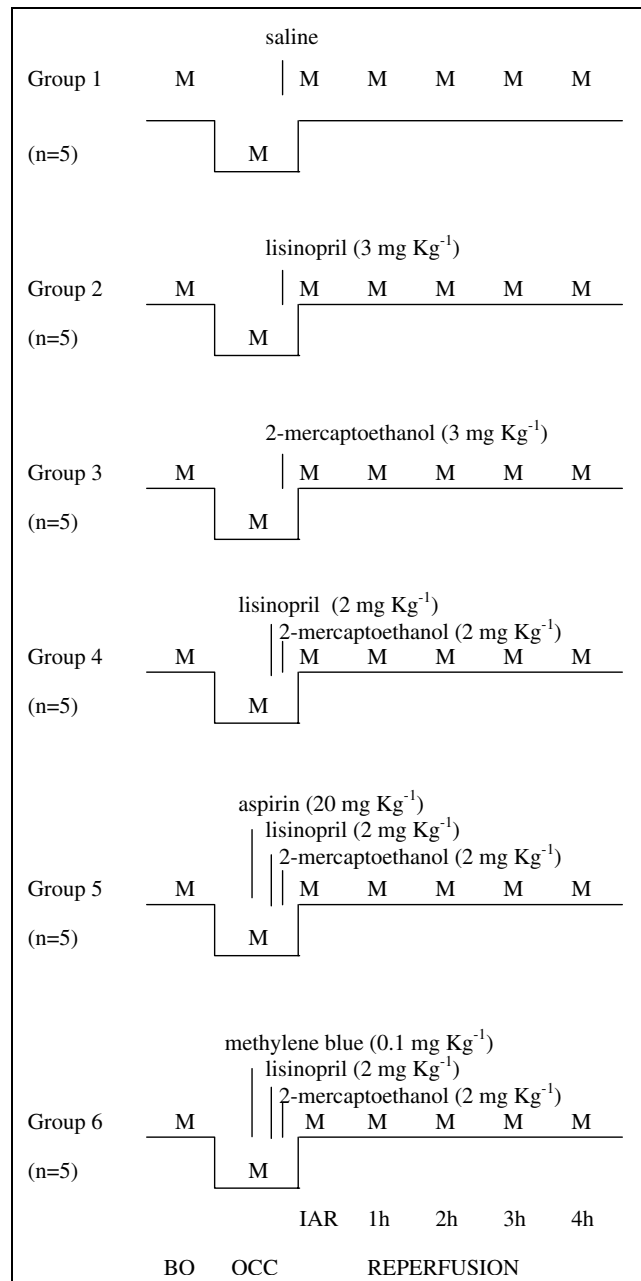 saline
Group 1 M M M M M M
(n=5) M
lisinopril (3 mg Kg⁻¹)
Group 2 M M M M M M
(n=5) M
2-mercaptoethanol (3 mg Kg⁻¹)
Group 3 M M M M M M
(n=5) M
lisinopril (2 mg Kg⁻¹)
2-mercaptoethanol (2 mg Kg⁻¹)
Group 4 M M M M M M
(n=5) M
aspirin (20 mg Kg⁻¹)
lisinopril (2 mg Kg⁻¹)
2-mercaptoethanol (2 mg Kg⁻¹)
Group 5 M M M M M M
(n=5) M
methylene blue (0.1 mg Kg⁻¹)
lisinopril (2 mg Kg⁻¹)
2-mercaptoethanol (2 mg Kg⁻¹)
Group 6 M M M M M M
(n=5) M
IAR 1h 2h 3h 4h
BO OCC REPERFUSION